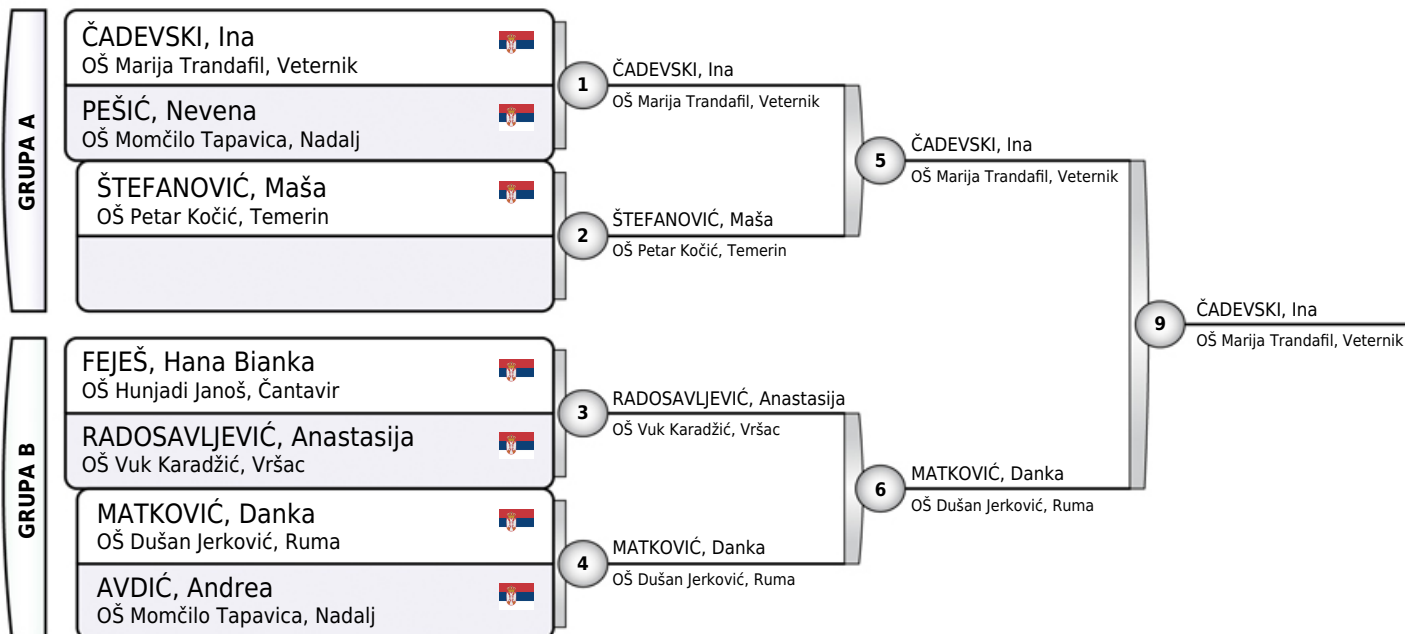 GRUPA A
ČADEVSKI, Ina
OŠ Marija Trandafil, Veternik
PEŠIĆ, Nevena
OŠ Momčilo Tapavica, Nadalj
ŠTEFANOVIĆ, Maša
OŠ Petar Kočić, Temerin
1
ČADEVSKI, Ina
OŠ Marija Trandafil, Veternik
2
ŠTEFANOVIĆ, Maša
OŠ Petar Kočić, Temerin
5
ČADEVSKI, Ina
OŠ Marija Trandafil, Veternik
GRUPA B
FEJEŠ, Hana Bianka
OŠ Hunjadi Janoš, Čantavir
RADOSAVLJEVIĆ, Anastasija
OŠ Vuk Karadžić, Vršac
MATKOVIĆ, Danka
OŠ Dušan Jerković, Ruma
AVDIĆ, Andrea
OŠ Momčilo Tapavica, Nadalj
3
RADOSAVLJEVIĆ, Anastasija
OŠ Vuk Karadžić, Vršac
4
MATKOVIĆ, Danka
OŠ Dušan Jerković, Ruma
6
MATKOVIĆ, Danka
OŠ Dušan Jerković, Ruma
9
ČADEVSKI, Ina
OŠ Marija Trandafil, Veternik